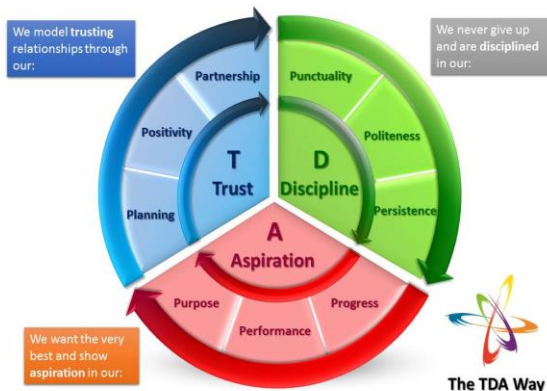 We model trusting
relationships through
our:
We never give up
and are disciplined
in our:
Partnership
Positivity
Planning
T
Trust
Punctuality
Politeness
Persistence
D
Discipline
A
Aspiration
Purpose
Performance
Progress
We want the very
best and show
aspiration in our:
The TDA Way